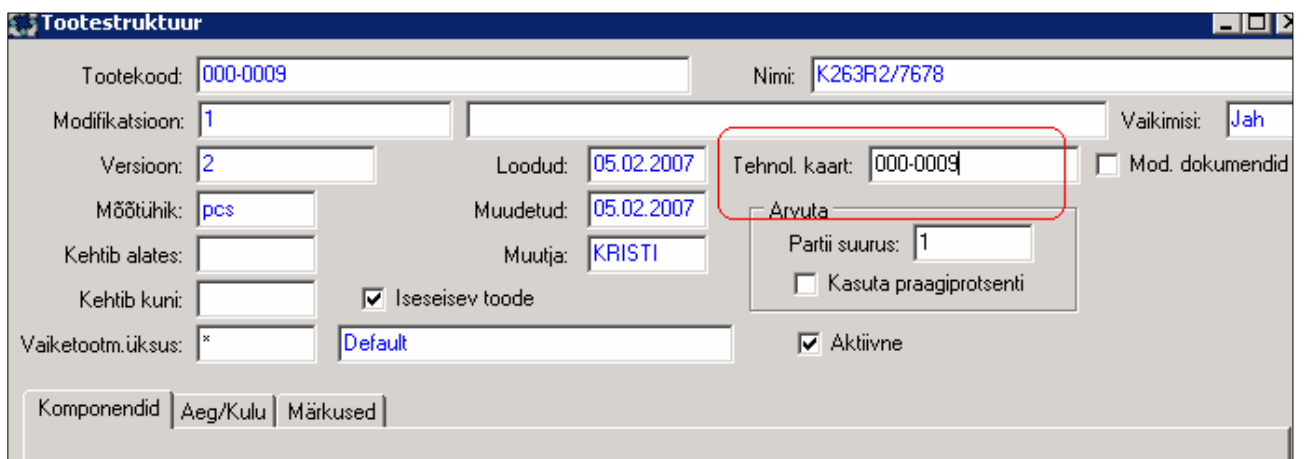 Tootestruktuur
Tootekood: 000-0009 Nimi: K263R2/7678
Modifikatsioon: 1 Vaikimisi: Jah
Versioon: 2 Loodud: 05.02.2007 Tehnol. kaart: 000-0009 Mod. dokumendid
Mõõtühik: pcs Muudetud: 05.02.2007 Arvuta
Kehtib alates: Muutja: KRISTI Partii suurus: 1
Kehtib kuni: Iseseisev toode Kasuta praagiprotsenti
Vaiketootm.üksus: * Default Aktiivne
Komponendid Aeg/Kulu Märkused